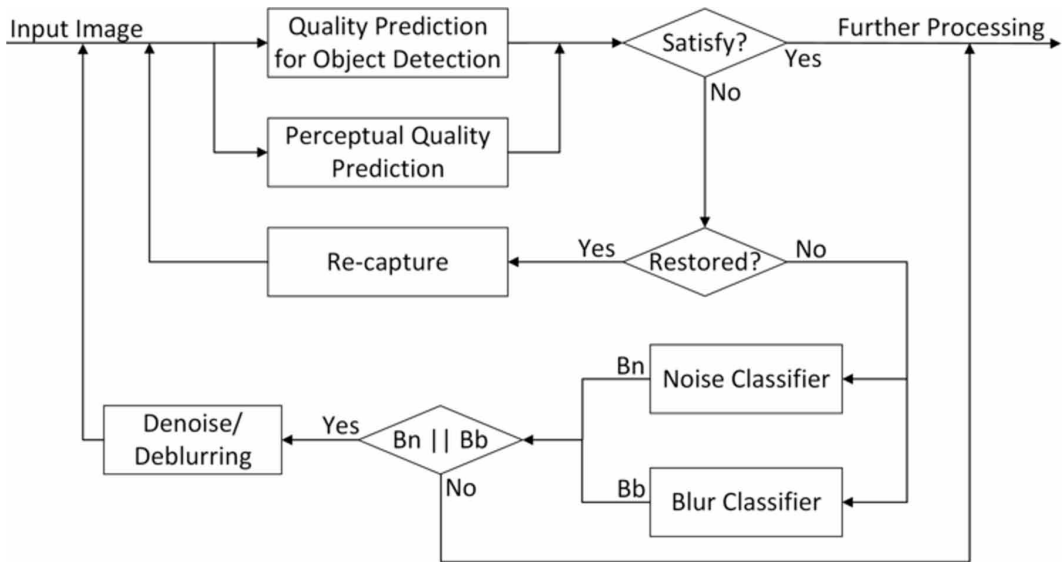 Input Image
Quality Prediction
for Object Detection
Satisfy?
Further Processing
Yes
No
Perceptual Quality
Prediction
Re-capture
Yes
Restored?
No
Bn
Noise Classifier
Denoise/
Deblurring
Yes
Bn || Bb
No
Bb
Blur Classifier